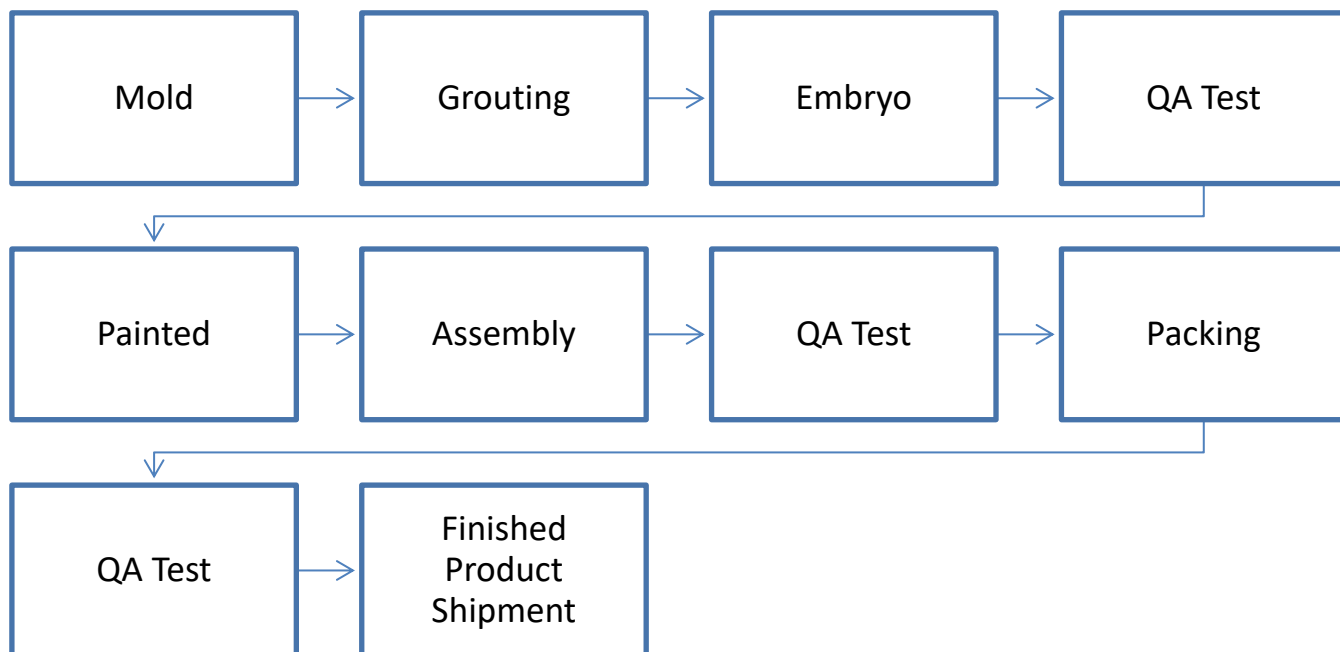 Mold
Grouting
Embryo
QA Test
Painted
Assembly
QA Test
Packing
QA Test
Finished
Product
Shipment